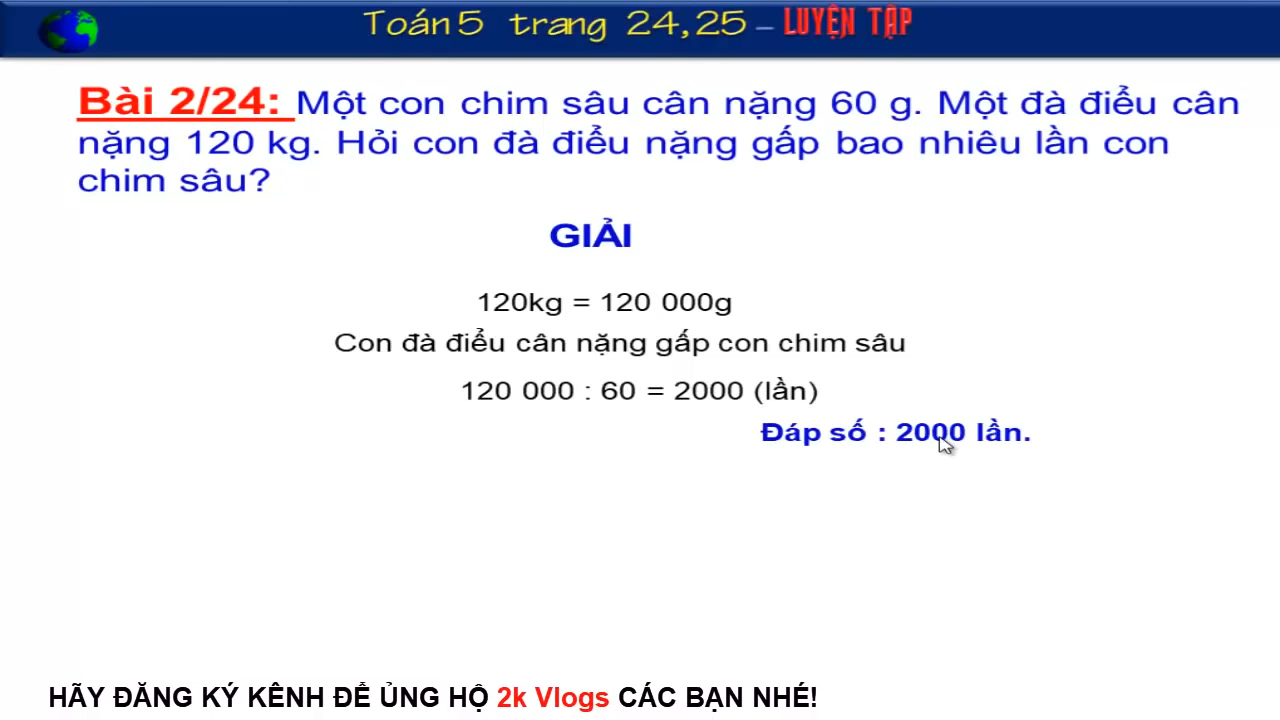 Toán 5 trang 24,25 – LUYỆN TẬP
Bài 2/24: Một con chim sâu cân nặng 60 g. Một đà điểu cân
nặng 120 kg. Hỏi con đà điểu nặng gấp bao nhiêu lần con
chim sâu?
GIẢI
120kg = 120 000g
Con đà điểu cân nặng gấp con chim sâu
120 000 : 60 = 2000 (lần)
Đáp số : 2000 lần.
HÃY ĐĂNG KÝ KÊNH ĐỂ ỦNG HỘ 2k Vlogs CÁC BẠN NHÉ!